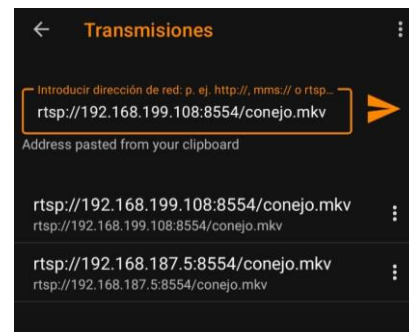 Transmisiones
Introducir dirección de red: p. ej. http://, mms:// o rtsp...
rtsp://192.168.199.108:8554/conejo.mkv
Address pasted from your clipboard
rtsp://192.168.199.108:8554/conejo.mkv
rtsp://192.168.199.108:8554/conejo.mkv
rtsp://192.168.187.5:8554/conejo.mkv
rtsp://192.168.187.5:8554/conejo.mkv